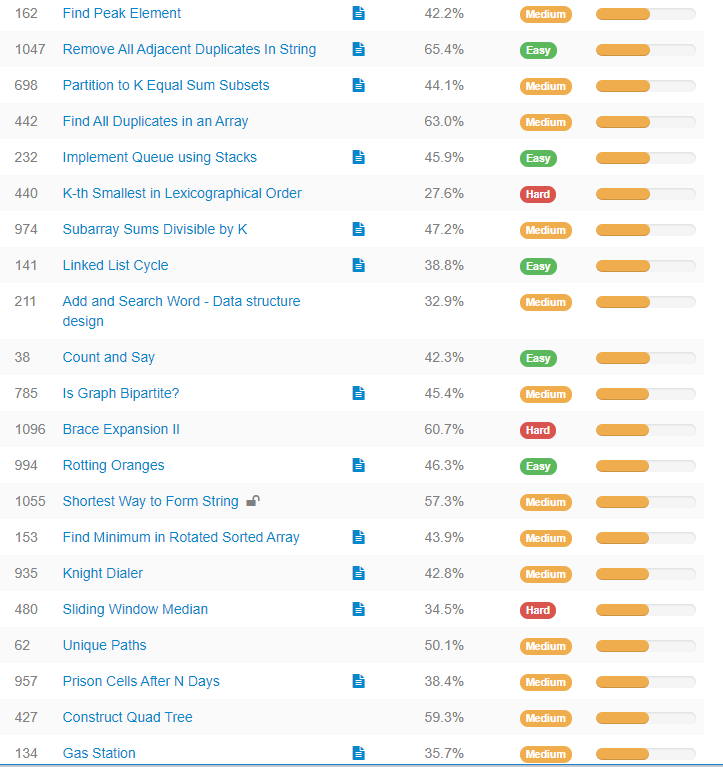 162 Find Peak Element 42.2% Medium
1047 Remove All Adjacent Duplicates In String 65.4% Easy
698 Partition to K Equal Sum Subsets 44.1% Medium
442 Find All Duplicates in an Array 63.0% Medium
232 Implement Queue using Stacks 45.9% Easy
440 K-th Smallest in Lexicographical Order 27.6% Hard
974 Subarray Sums Divisible by K 47.2% Medium
141 Linked List Cycle 38.8% Easy
211 Add and Search Word - Data structure 32.9% Medium
design
38 Count and Say 42.3% Easy
785 Is Graph Bipartite? 45.4% Medium
1096 Brace Expansion II 60.7% Hard
994 Rotting Oranges 46.3% Easy
1055 Shortest Way to Form String 57.3% Medium
153 Find Minimum in Rotated Sorted Array 43.9% Medium
935 Knight Dialer 42.8% Medium
480 Sliding Window Median 34.5% Hard
62 Unique Paths 50.1% Medium
957 Prison Cells After N Days 38.4% Medium
427 Construct Quad Tree 59.3% Medium
134 Gas Station 35.7% Medium